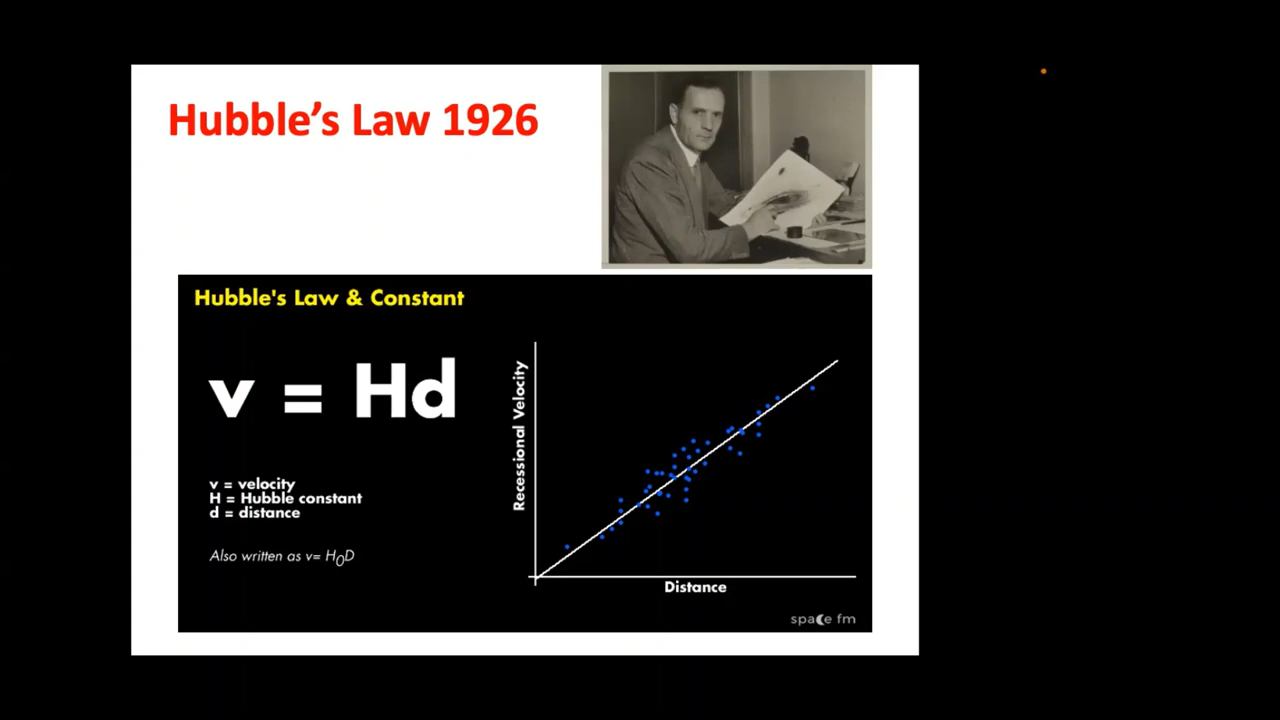 Hubble’s Law 1926
Hubble's Law & Constant
v = Hd
v = velocity
H = Hubble constant
d = distance
Also written as v= H₀D
Recessional Velocity
Distance
space fm